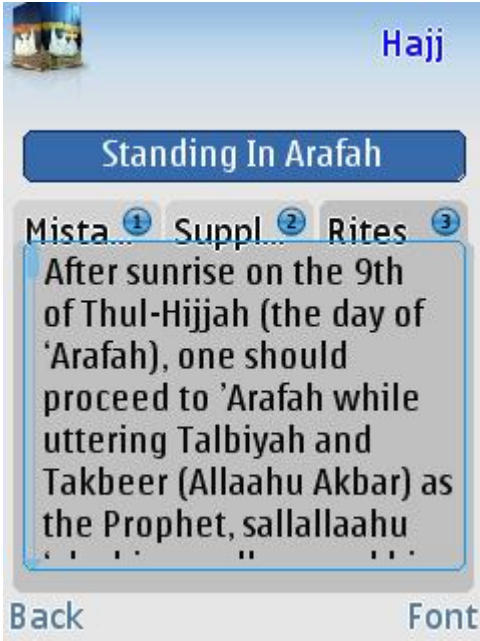 Hajj
Standing In Arafah
Mista... 1 Suppl... 2 Rites 3
After sunrise on the 9th
of Thul-Hijjah (the day of
‘Arafah), one should
proceed to ’Arafah while
uttering Talbiyah and
Takbeer (Allaahu Akbar) as
the Prophet, sallallaahu
Back Font